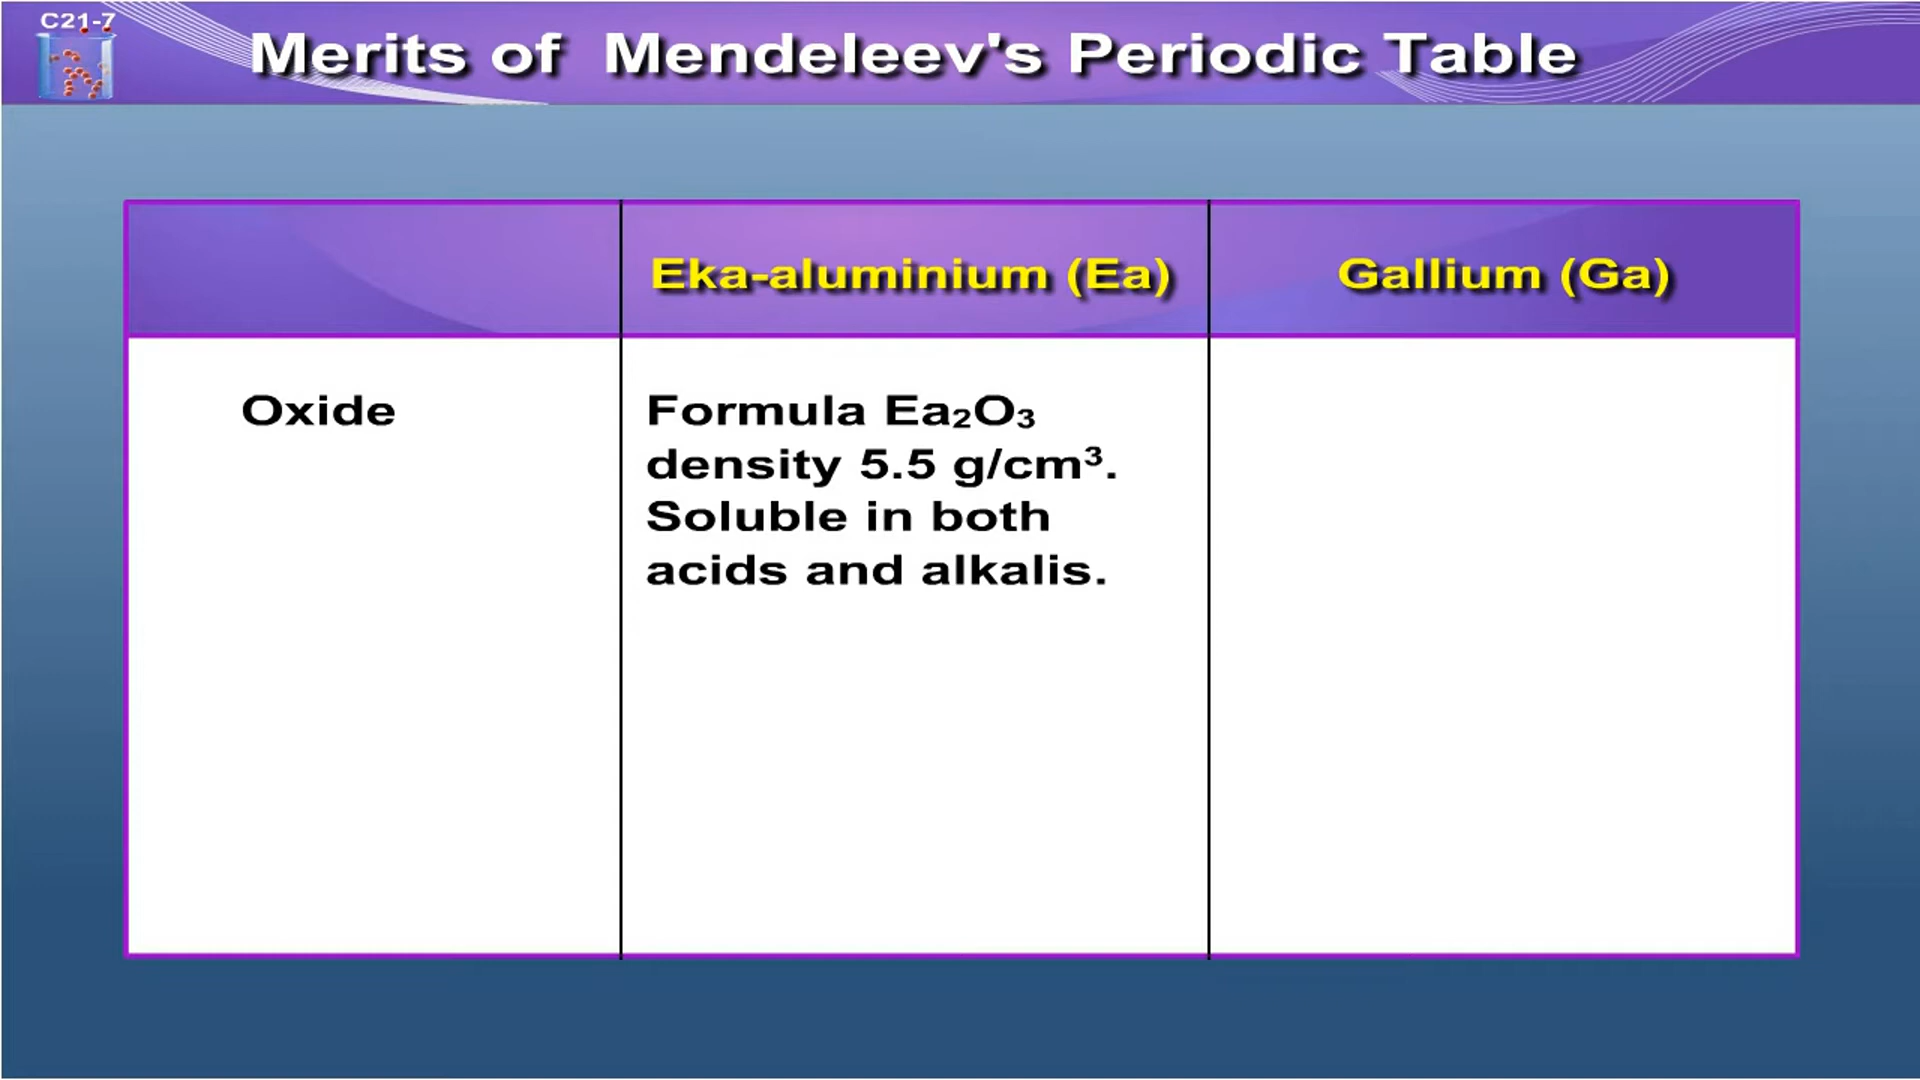 C21-7
Merits of Mendeleev's Periodic Table
Eka-aluminium (Ea)
Gallium (Ga)
Oxide
Formula Ea₂O₃
density 5.5 g/cm³.
Soluble in both
acids and alkalis.